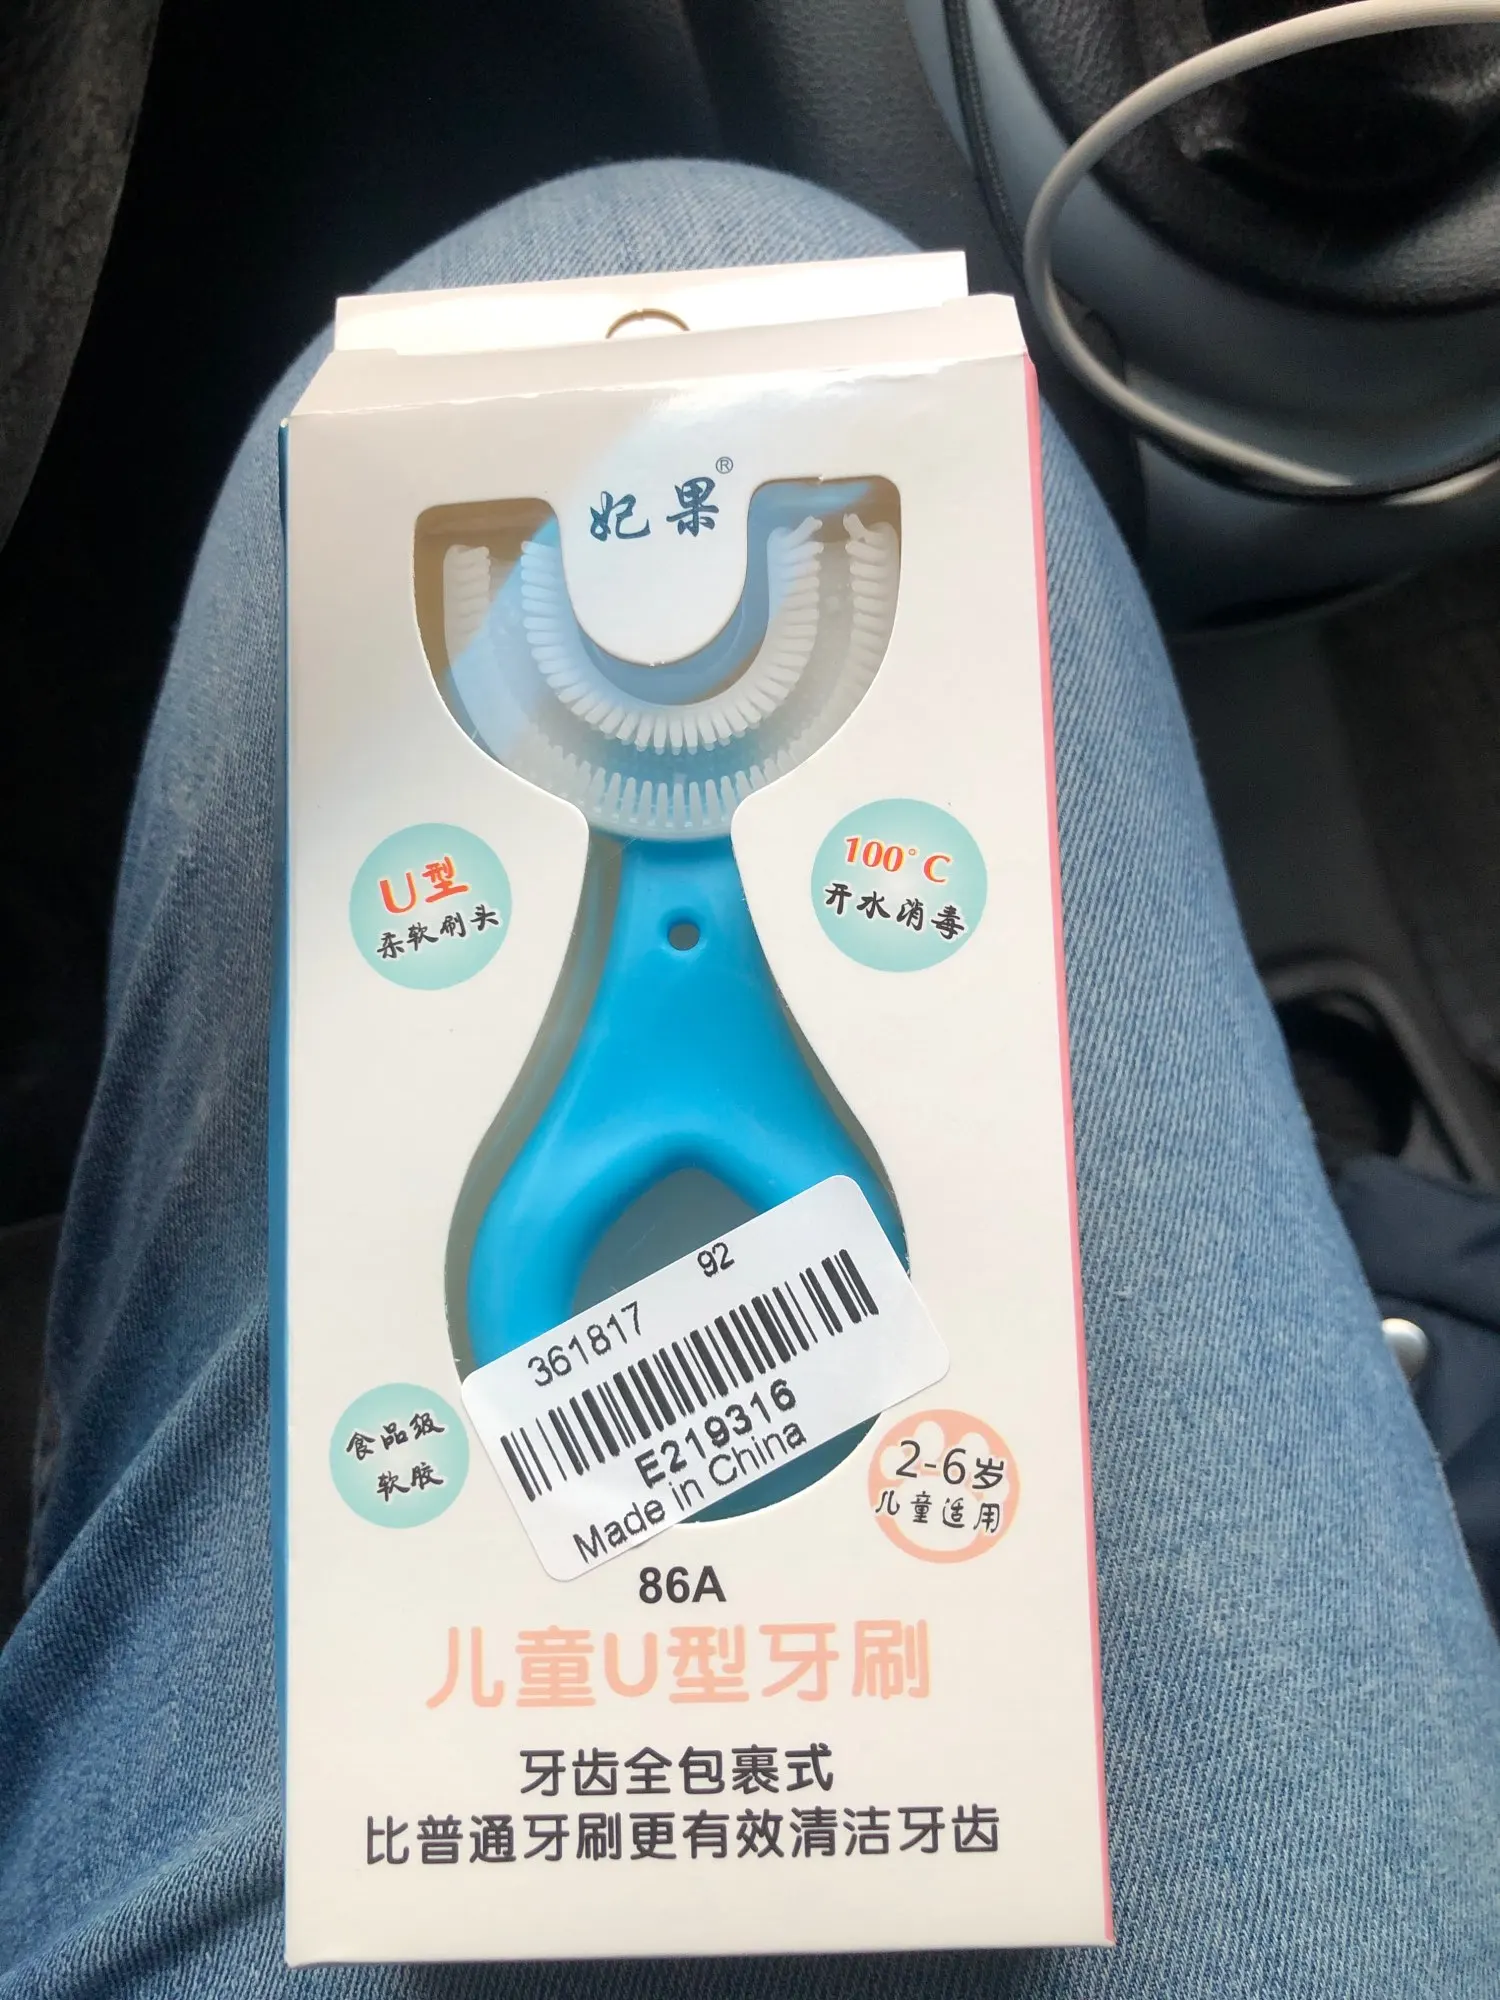 妃果®
U型
柔软刷头
100°C
开水消毒
92
361817
E219316
Made in China
食品级
软胶
2-6岁
儿童适用
86A
儿童U型牙刷
牙齿全包裹式
比普通牙刷更有效清洁牙齿